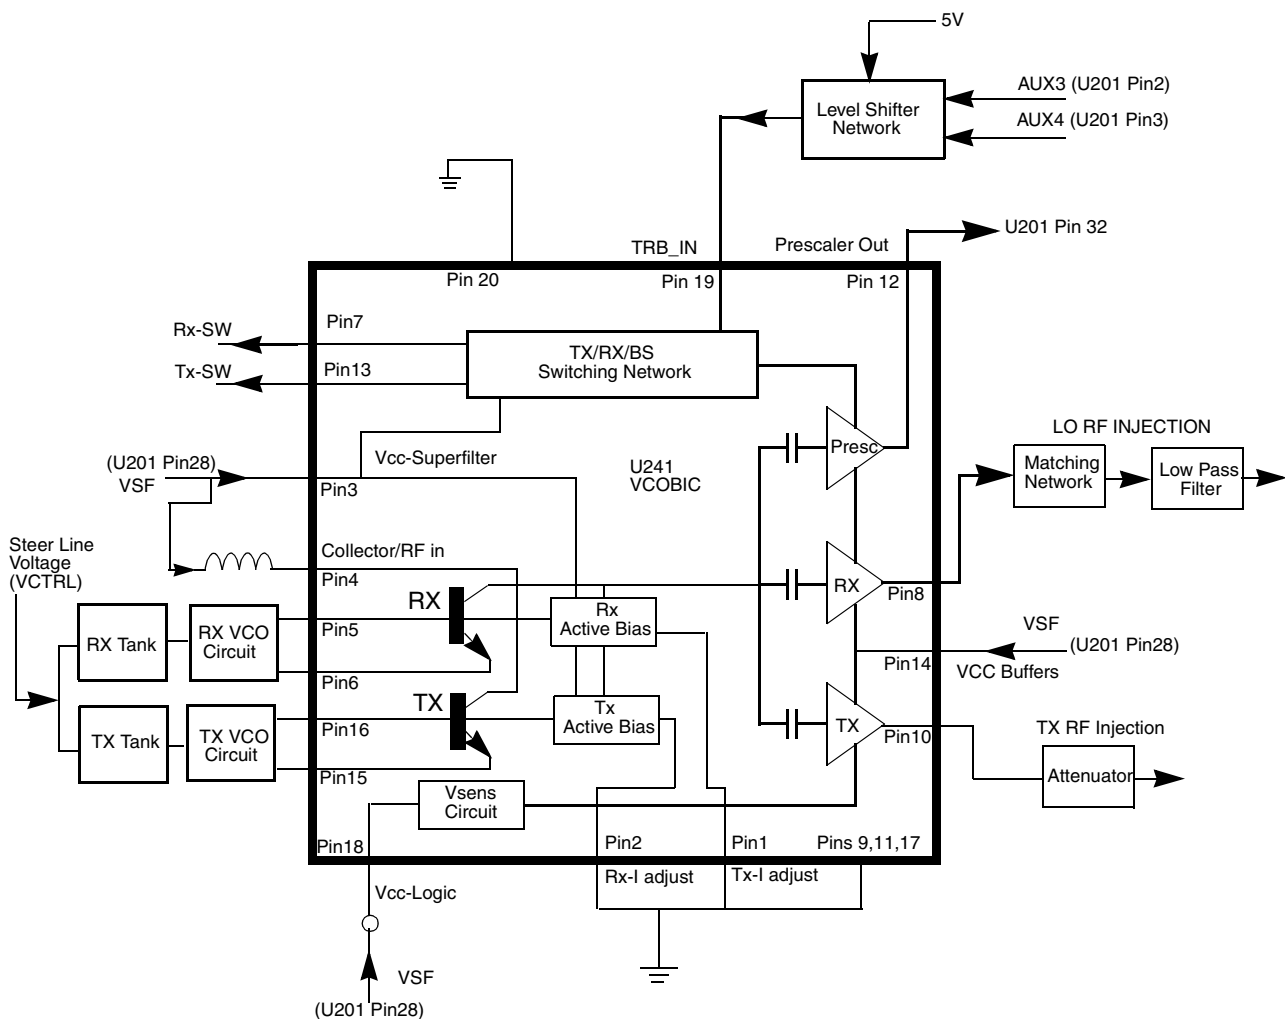 5V
AUX3 (U201 Pin2)
Level Shifter
Network
AUX4 (U201 Pin3)
U201 Pin 32
TRB_IN
Prescaler Out
Pin 20
Pin 19
Pin 12
Pin7
Rx-SW
TX/RX/BS
Switching Network
Tx-SW
Pin13
LO RF INJECTION
Presc
Matching
Network
Low Pass
Filter
(U201 Pin28)
VSF
Vcc-Superfilter
U241
VCOBIC
Pin3
Steer Line
Voltage
(VCTRL)
Collector/RF in
Pin4
RX
Rx
Active Bias
RX
Pin8
RX Tank
RX VCO
Circuit
Pin5
VSF
(U201 Pin28)
Pin14
VCC Buffers
Pin6
TX
Tx
Active Bias
TX
Pin10
TX RF Injection
TX Tank
TX VCO
Circuit
Pin16
Pin15
Attenuator
Vsens
Circuit
Pin18
Pin2
Pin1
Pins 9,11,17
Rx-I adjust
Tx-I adjust
Vcc-Logic
VSF
(U201 Pin28)